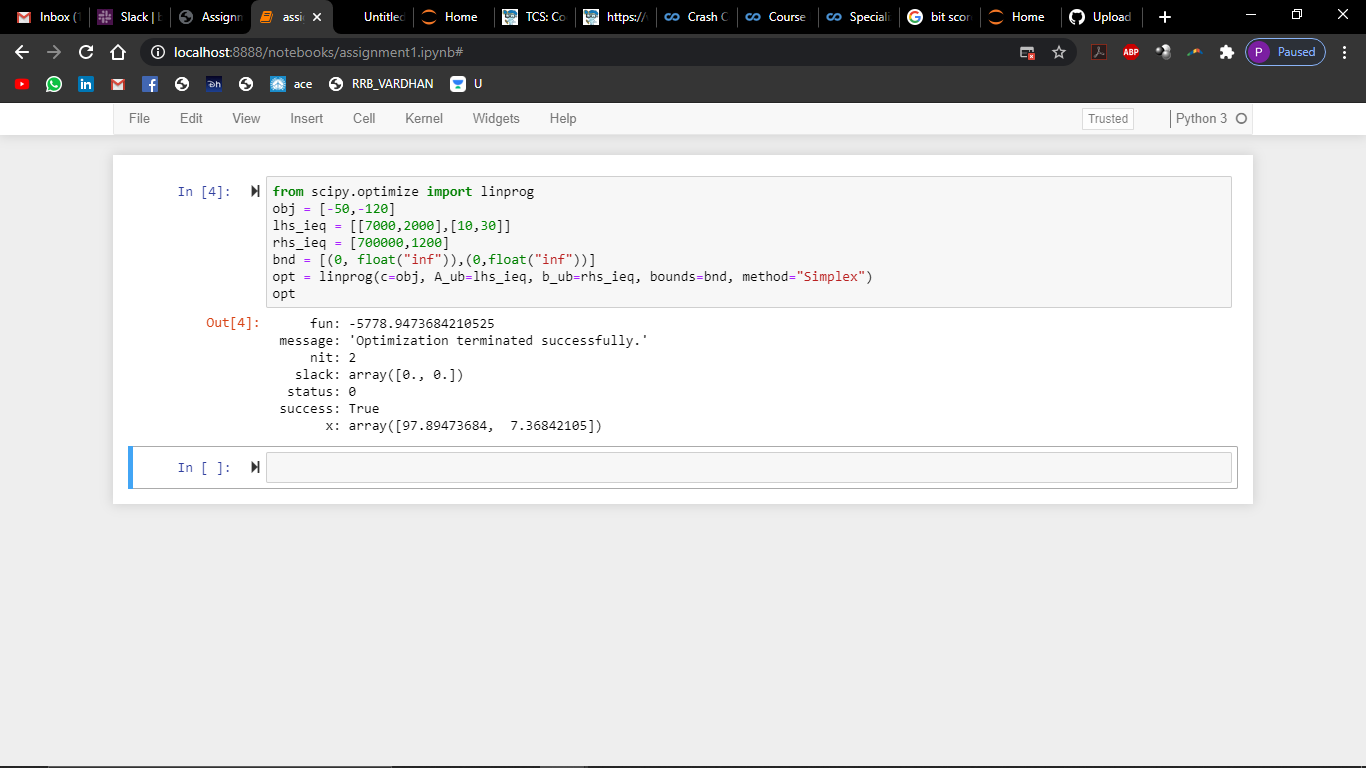 Inbox (1 Slack | b Assignn assi Untitled Home TCS: Co https:// Crash C Course Speciali bit scor Home Upload
localhost:8888/notebooks/assignment1.ipynb# ABP P Paused
ace RRB_VARDHAN U
File Edit View Insert Cell Kernel Widgets Help Trusted Python 3
In [4]: from scipy.optimize import linprog
obj = [-50,-120]
lhs_ieq = [[7000,2000],[10,30]]
rhs_ieq = [700000,1200]
bnd = [(0, float("inf")),(0,float("inf"))]
opt = linprog(c=obj, A_ub=lhs_ieq, b_ub=rhs_ieq, bounds=bnd, method="Simplex")
opt
Out[4]: fun: -5778.9473684210525
message: 'Optimization terminated successfully.'
nit: 2
slack: array([0., 0.])
status: 0
success: True
x: array([97.89473684, 7.36842105])
In [ ]: